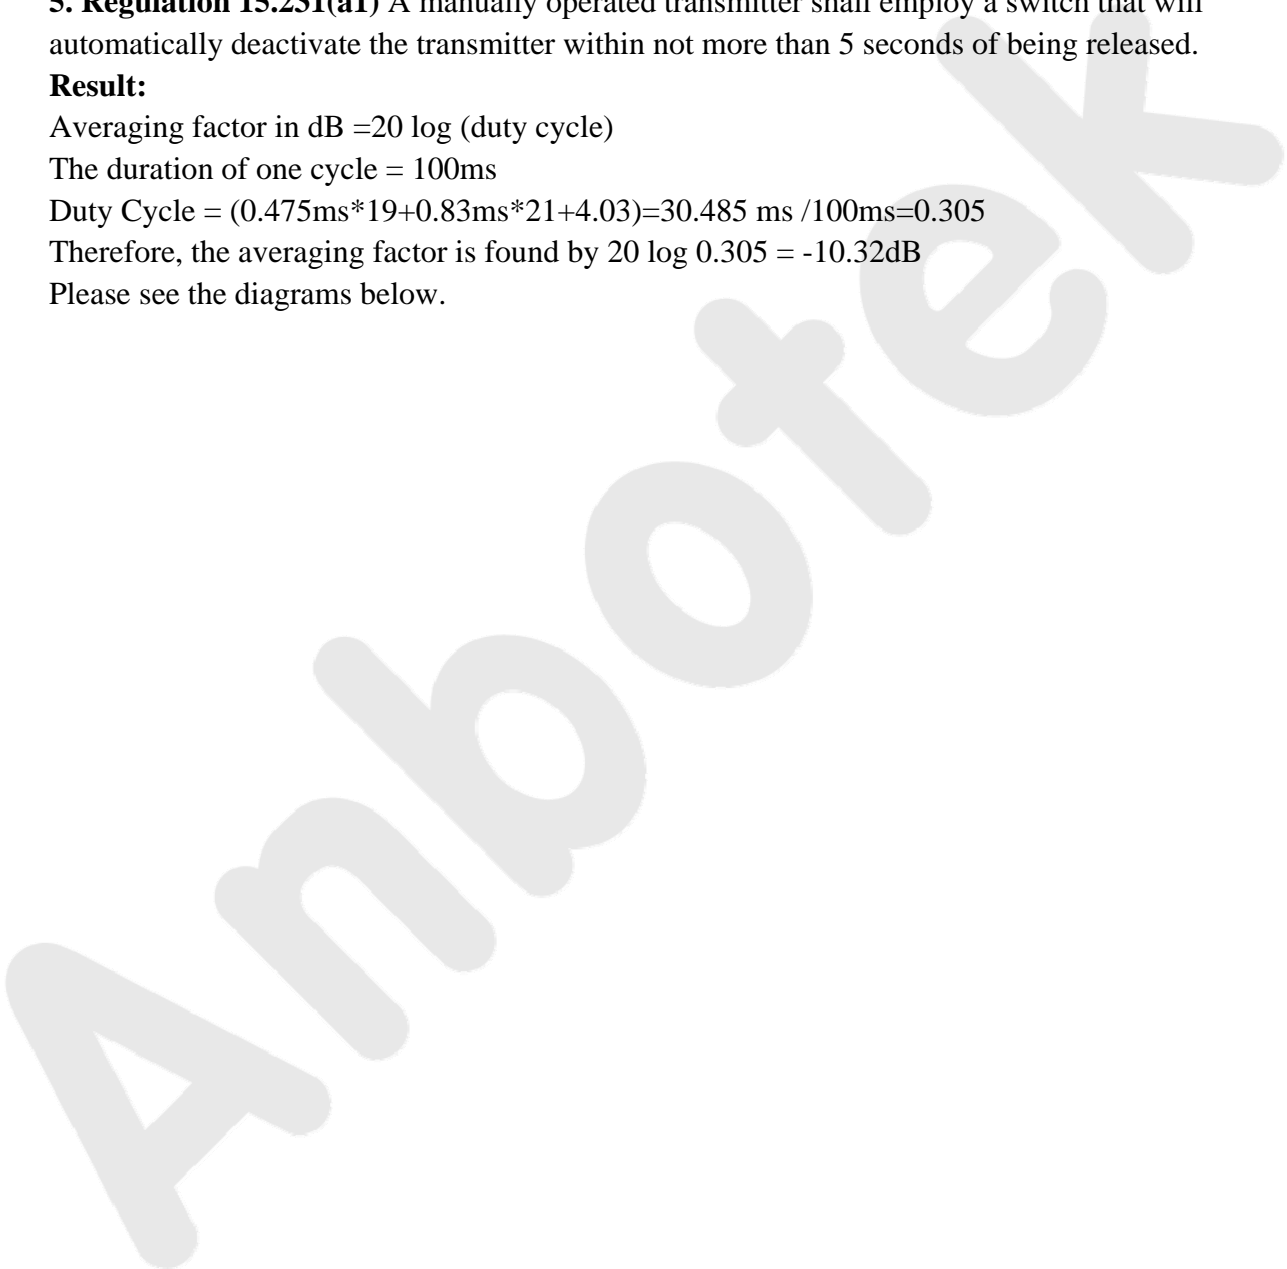 5. Regulation 15.231(a1) A manually operated transmitter shall employ a switch that will
automatically deactivate the transmitter within not more than 5 seconds of being released.
Result:
Averaging factor in dB =20 log (duty cycle)
The duration of one cycle = 100ms
Duty Cycle = (0.475ms*19+0.83ms*21+4.03)=30.485 ms /100ms=0.305
Therefore, the averaging factor is found by 20 log 0.305 = -10.32dB
Please see the diagrams below.
Anbotek